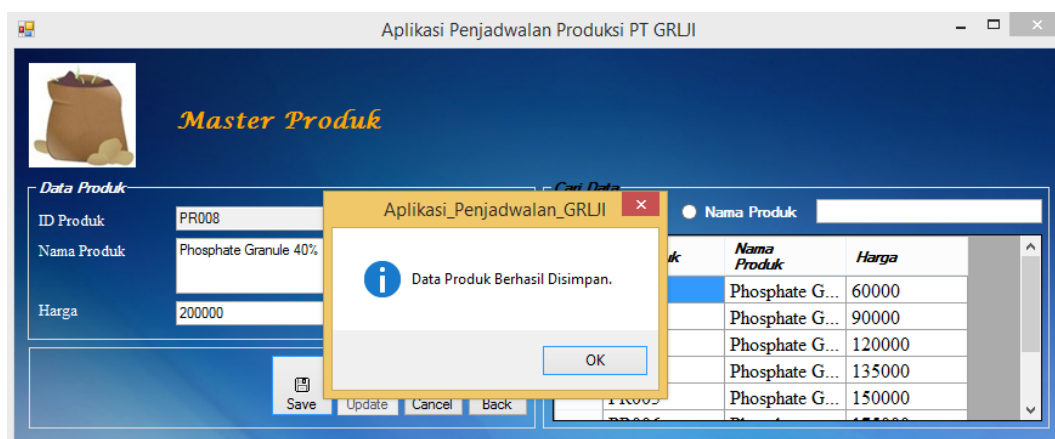 Aplikasi Penjadwalan Produksi PT GRLJI
Master Produk
Data Produk
Cari Data
ID Produk
PR008
Nama Produk
Phosphate Granule 40%
Harga
200000
Save
Update
Cancel
Back
Aplikasi_Penjadwalan_GRLJI
Data Produk Berhasil Disimpan.
OK
Nama Produk
Nama
Produk
Harga
Phosphate G... 60000
Phosphate G... 90000
Phosphate G... 120000
Phosphate G... 135000
PR005 Phosphate G... 150000